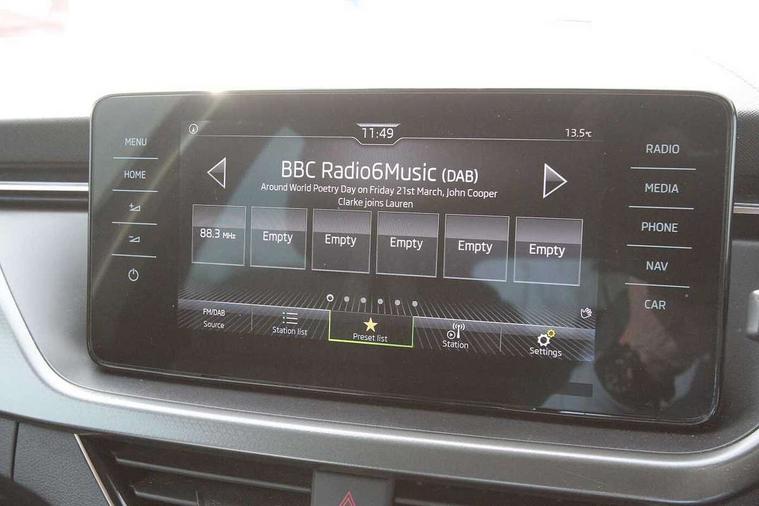 MENU
HOME
11:49
13.5°C
BBC Radio6Music (DAB)
Around World Poetry Day on Friday 21st March, John Cooper
Clarke joins Lauren
88.3 MHz
Empty
Empty
Empty
Empty
Empty
FM/DAB
Source
Station list
Preset list
Station
Settings
RADIO
MEDIA
PHONE
NAV
CAR